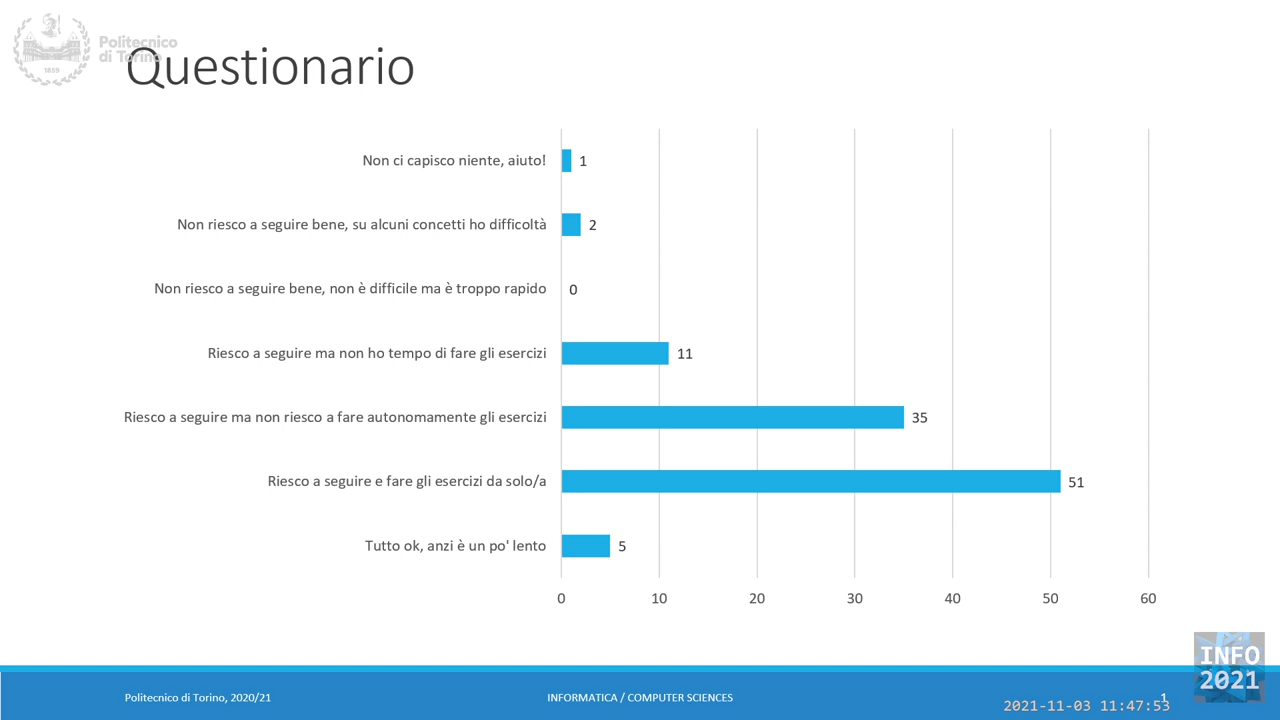 Politecnico
di Torino
1859
Questionario
Non ci capisco niente, aiuto! 1
Non riesco a seguire bene, su alcuni concetti ho difficoltà 2
Non riesco a seguire bene, non è difficile ma è troppo rapido 0
Riesco a seguire ma non ho tempo di fare gli esercizi 11
Riesco a seguire ma non riesco a fare autonomamente gli esercizi 35
Riesco a seguire e fare gli esercizi da solo/a 51
Tutto ok, anzi è un po' lento 5
0 10 20 30 40 50 60
Politecnico di Torino, 2020/21 INFORMATICA / COMPUTER SCIENCES 1
INFO
2021
2021-11-03 11:47:53